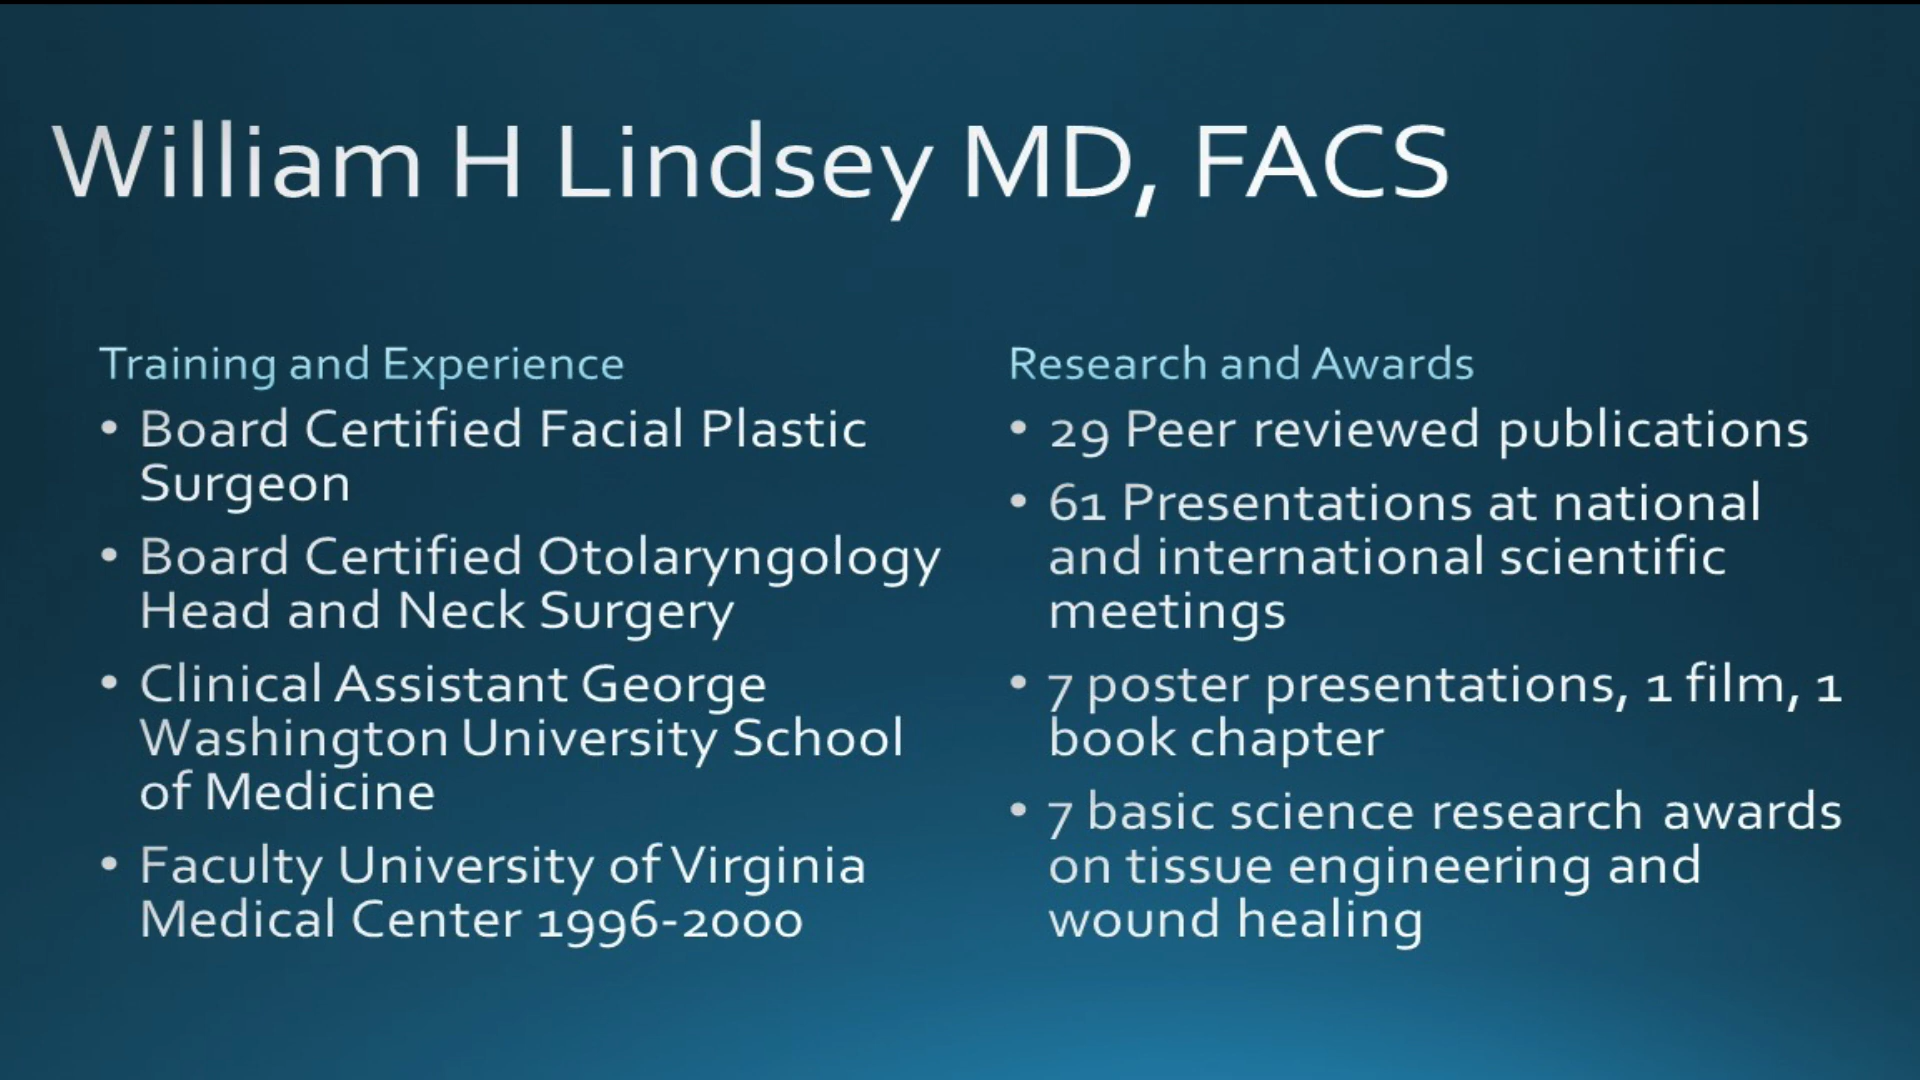 William H Lindsey MD, FACS
Training and Experience
• Board Certified Facial Plastic
Surgeon
• Board Certified Otolaryngology
Head and Neck Surgery
• Clinical Assistant George
Washington University School
of Medicine
• Faculty University of Virginia
Medical Center 1996-2000
Research and Awards
• 29 Peer reviewed publications
• 61 Presentations at national
and international scientific
meetings
• 7 poster presentations, 1 film, 1
book chapter
• 7 basic science research awards
on tissue engineering and
wound healing